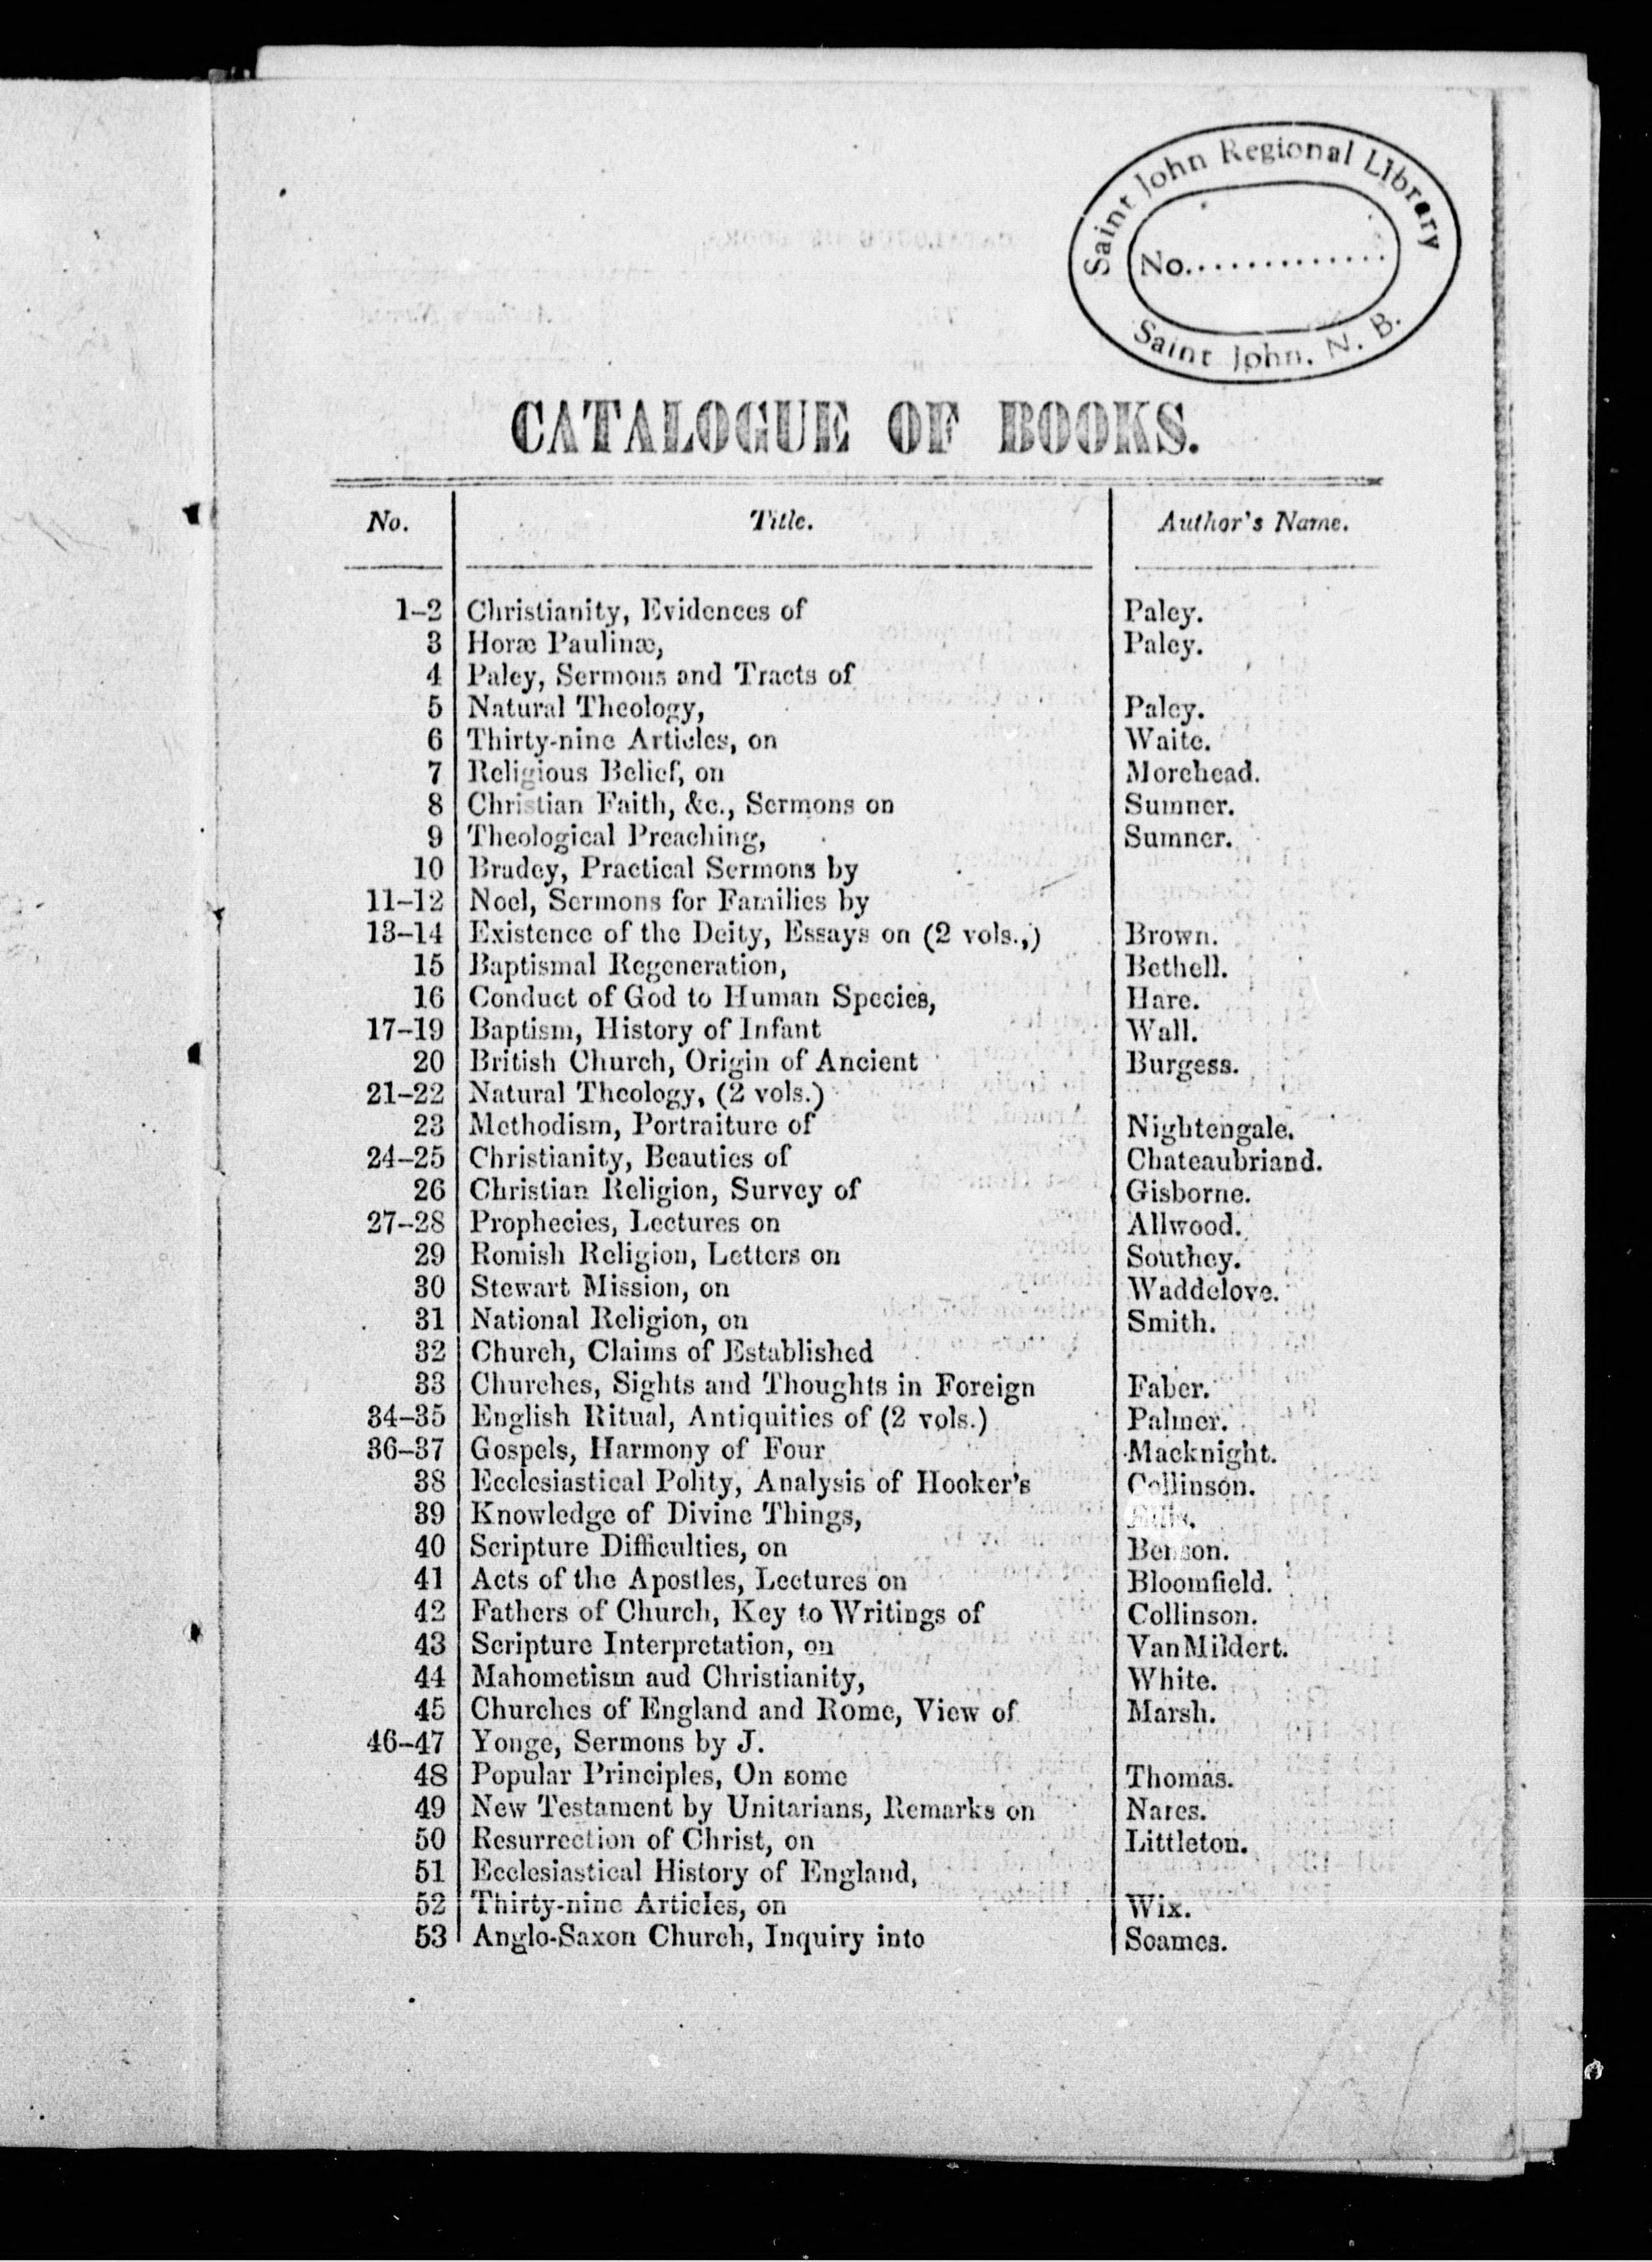 Saint John Regional Library
No..............
Saint John. N. B.
CATALOGUE OF BOOKS.
No. Title. Author's Name.
1-2 Christianity, Evidences of Paley.
3 Horæ Paulinæ, Paley.
4 Paley, Sermons and Tracts of
5 Natural Theology, Paley.
6 Thirty-nine Articles, on Waite.
7 Religious Belief, on Morehead.
8 Christian Faith, &c., Sermons on Sumner.
9 Theological Preaching, Sumner.
10 Bradey, Practical Sermons by
11-12 Noel, Sermons for Families by
13-14 Existence of the Deity, Essays on (2 vols.,) Brown.
15 Baptismal Regeneration, Bethell.
16 Conduct of God to Human Species, Hare.
17-19 Baptism, History of Infant Wall.
20 British Church, Origin of Ancient Burgess.
21-22 Natural Theology, (2 vols.)
23 Methodism, Portraiture of Nightengale.
24-25 Christianity, Beauties of Chateaubriand.
26 Christian Religion, Survey of Gisborne.
27-28 Prophecies, Lectures on Allwood.
29 Romish Religion, Letters on Southey.
30 Stewart Mission, on Waddelove.
31 National Religion, on Smith.
32 Church, Claims of Established
33 Churches, Sights and Thoughts in Foreign Faber.
34-35 English Ritual, Antiquities of (2 vols.) Palmer.
36-37 Gospels, Harmony of Four Macknight.
38 Ecclesiastical Polity, Analysis of Hooker's Collinson.
39 Knowledge of Divine Things,
40 Scripture Difficulties, on Benson.
41 Acts of the Apostles, Lectures on Bloomfield.
42 Fathers of Church, Key to Writings of Collinson.
43 Scripture Interpretation, on VanMildert.
44 Mahometism aud Christianity, White.
45 Churches of England and Rome, View of Marsh.
46-47 Yonge, Sermons by J.
48 Popular Principles, On some Thomas.
49 New Testament by Unitarians, Remarks on Nares.
50 Resurrection of Christ, on Littleton.
51 Ecclesiastical History of England,
52 Thirty-nine Articles, on Wix.
53 Anglo-Saxon Church, Inquiry into Soames.